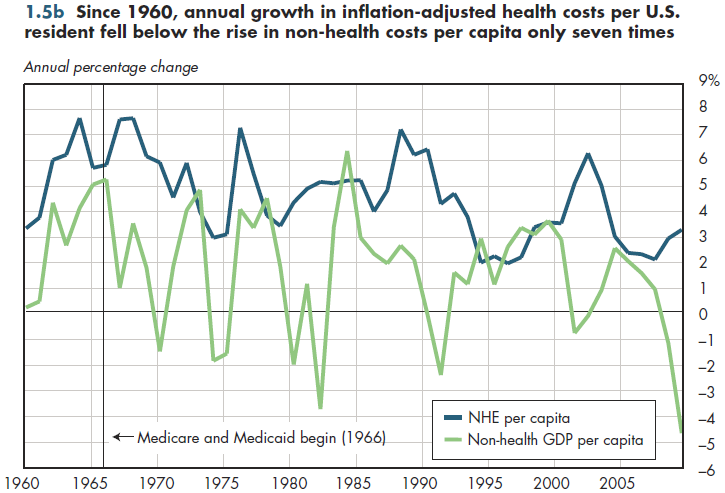 1.5b Since 1960, annual growth in inflation-adjusted health costs per U.S.
resident fell below the rise in non-health costs per capita only seven times
Annual percentage change
9%
8
7
6
5
4
3
2
1
0
–1
–2
–3
–4
–5
–6
NHE per capita
Non-health GDP per capita
Medicare and Medicaid begin (1966)
1960 1965 1970 1975 1980 1985 1990 1995 2000 2005